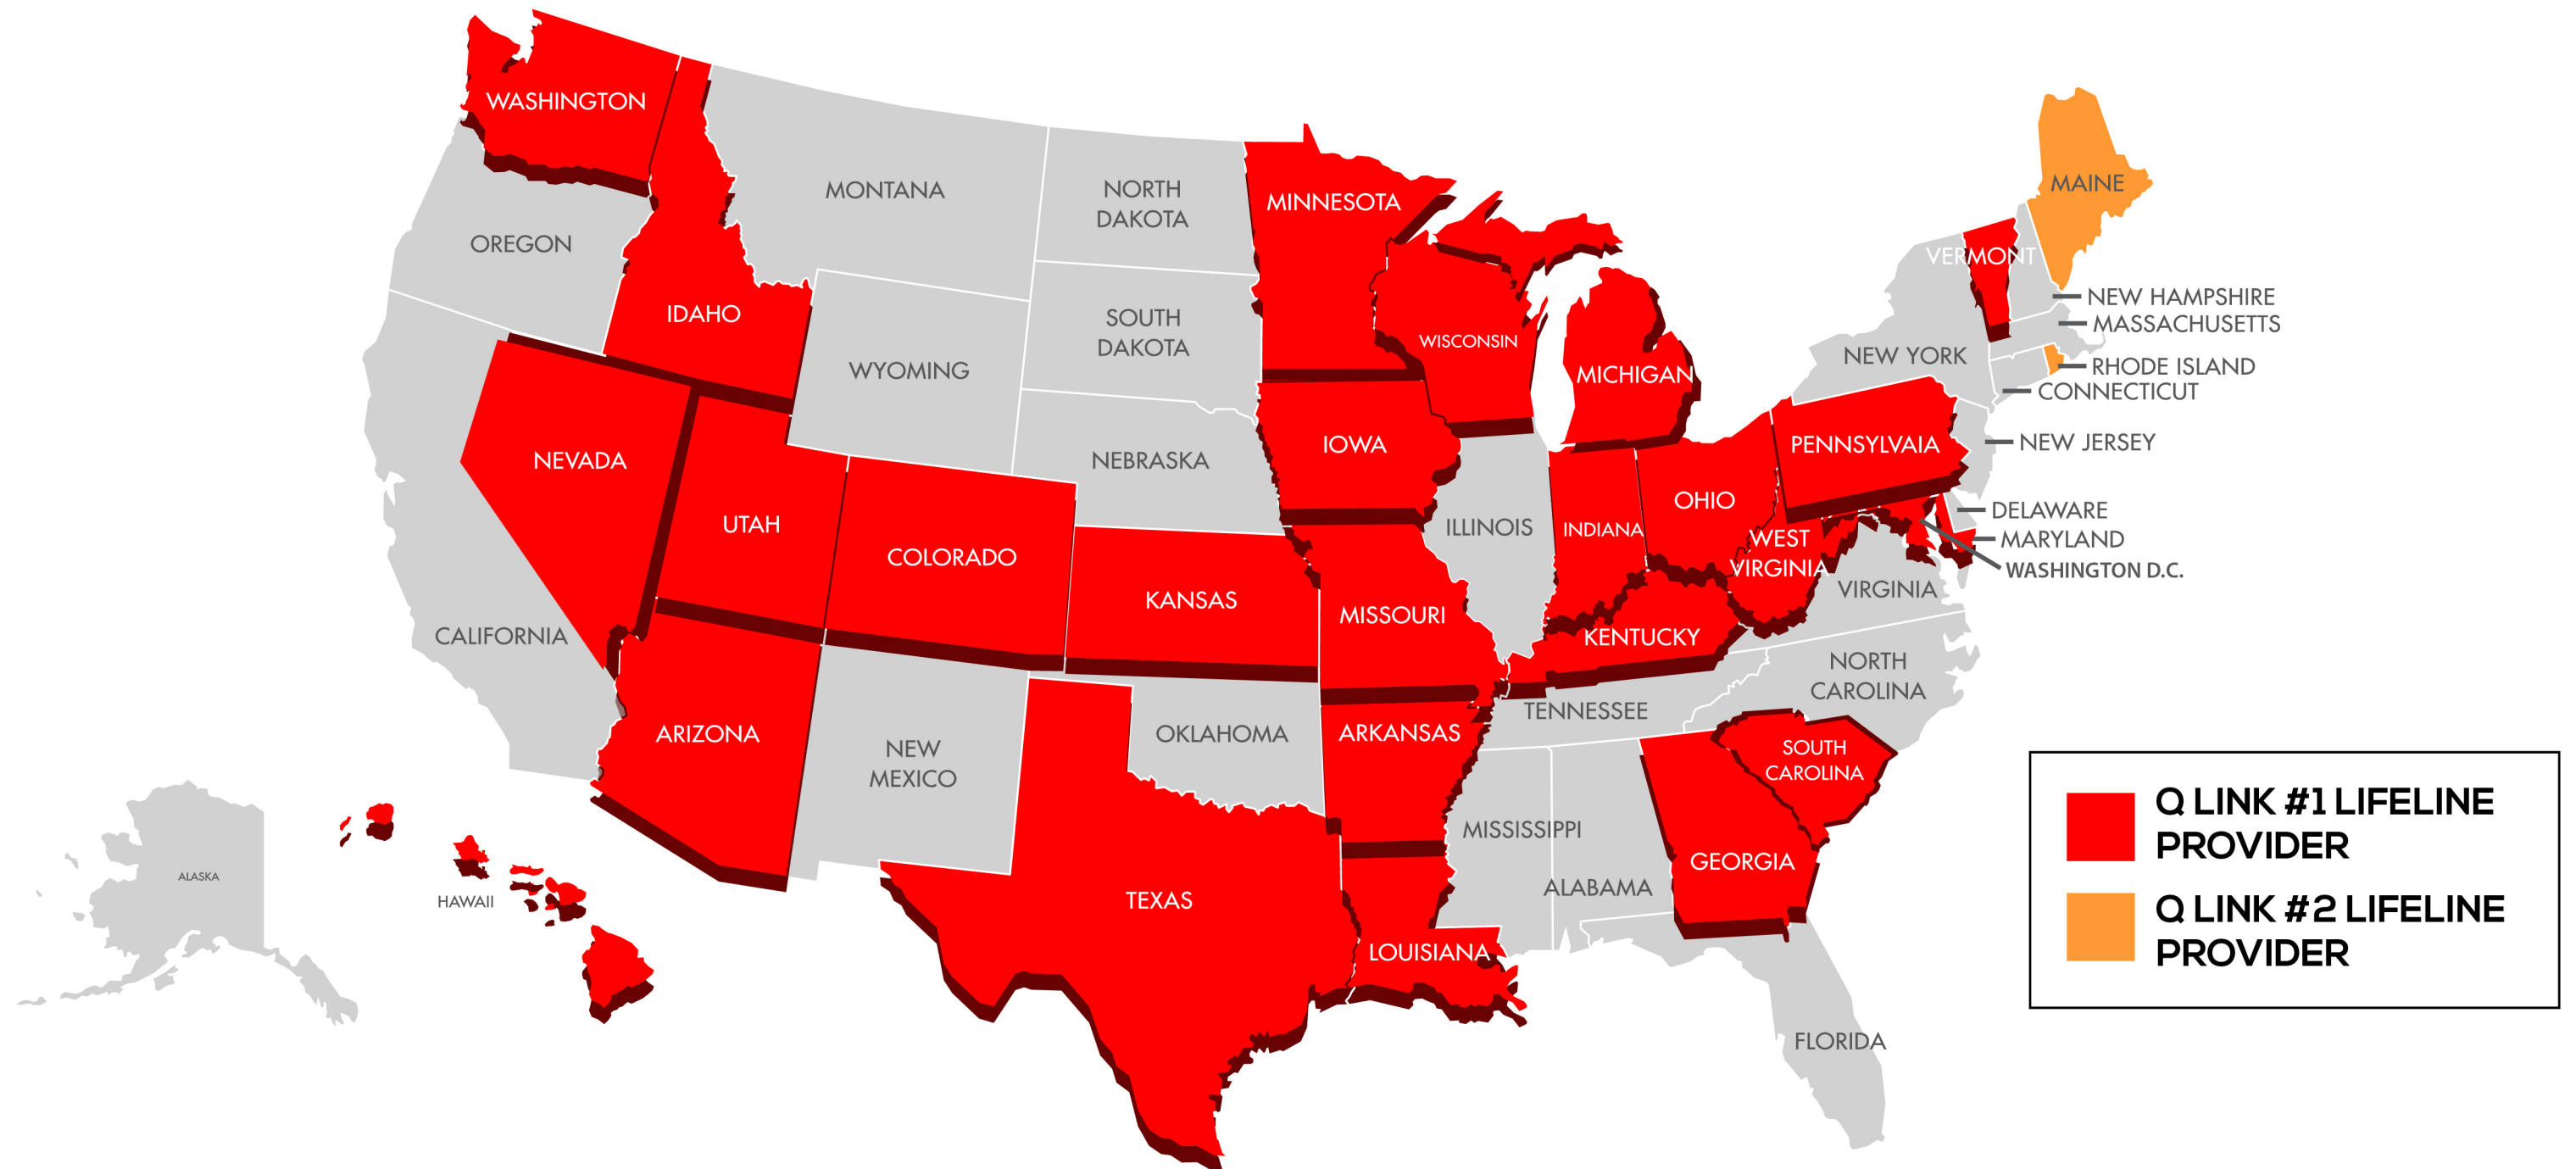 WASHINGTON
MONTANA
NORTH
DAKOTA
MINNESOTA
MAINE
OREGON
VERMONT
IDAHO
SOUTH
DAKOTA
WISCONSIN
MICHIGAN
NEW HAMPSHIRE
MASSACHUSETTS
NEW YORK
RHODE ISLAND
CONNECTICUT
WYOMING
NEVADA
NEBRASKA
IOWA
PENNSYLVAIA
NEW JERSEY
UTAH
COLORADO
ILLINOIS
INDIANA
OHIO
WEST
VIRGINIA
DELAWARE
MARYLAND
WASHINGTON D.C.
VIRGINIA
CALIFORNIA
KANSAS
MISSOURI
KENTUCKY
NORTH
CAROLINA
ARIZONA
NEW
MEXICO
OKLAHOMA
ARKANSAS
TENNESSEE
SOUTH
CAROLINA
MISSISSIPPI
ALABAMA
GEORGIA
ALASKA
HAWAII
TEXAS
LOUISIANA
FLORIDA
Q LINK #1 LIFELINE
PROVIDER
Q LINK #2 LIFELINE
PROVIDER